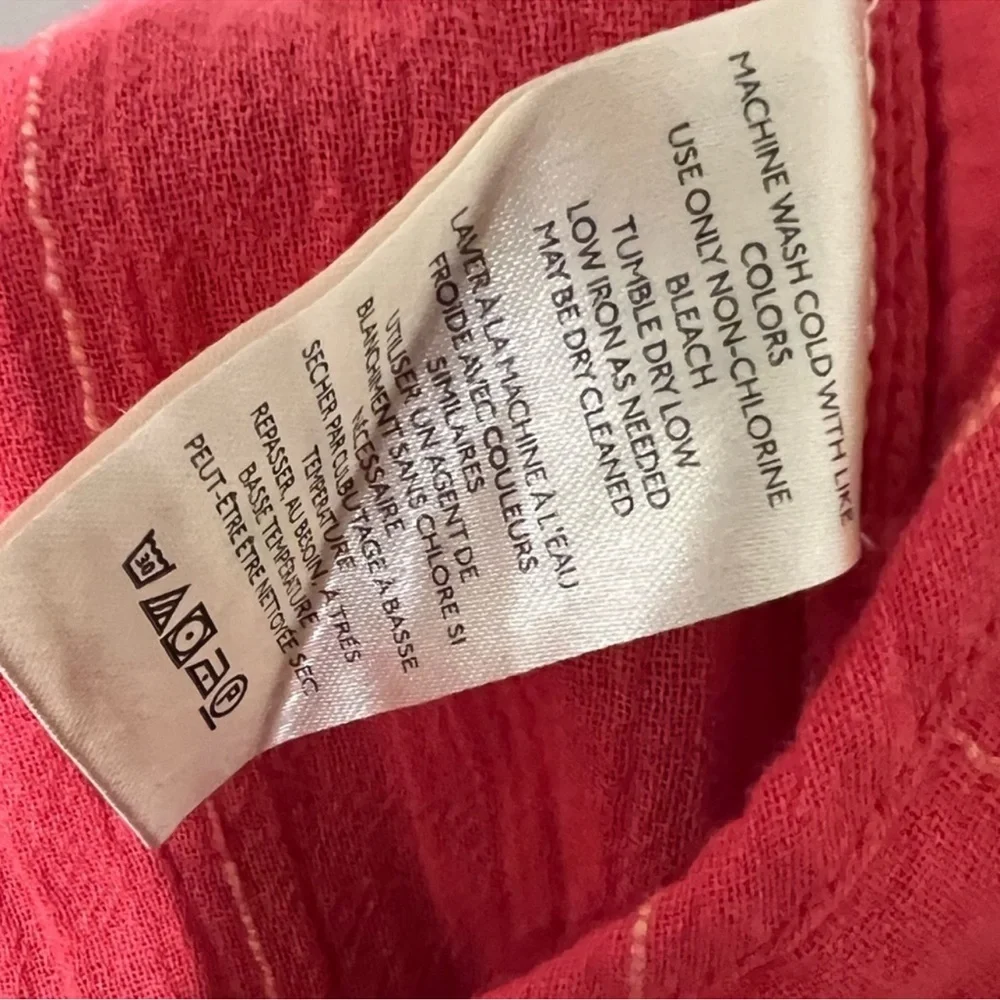 MACHINE WASH COLD WITH LIKE
COLORS
USE ONLY NON-CHLORINE
BLEACH
TUMBLE DRY LOW
LOW IRON AS NEEDED
MAY BE DRY CLEANED
LAVER À LA MACHINE À L'EAU
FROIDE AVEC COULEURS
SIMILAIRES
UTILISER UN AGENT DE
BLANCHIMENT SANS CHLORE SI
NÉCESSAIRE
SÉCHER PAR CULBUTAGE À BASSE
TEMPÉRATURE
REPASSER, AU BESOIN, À TRÈS
BASSE TEMPÉRATURE
PEUT-ÊTRE ÊTRE NETTOYÉE SEC
30
P